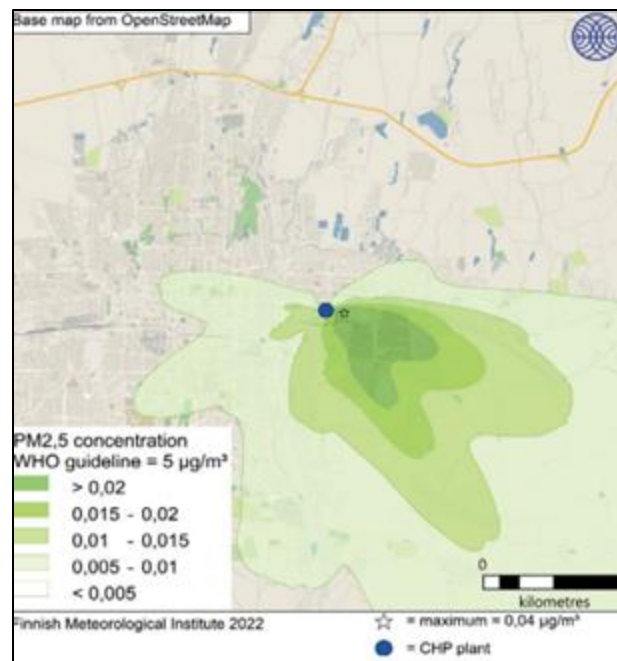 Base map from OpenStreetMap
PM2,5 concentration
WHO guideline = 5 µg/m³
> 0,02
0,015 - 0,02
0,01 - 0,015
0,005 - 0,01
< 0,005
0
kilometres
Finnish Meteorological Institute 2022
☆ = maximum = 0,04 µg/m³
= CHP plant